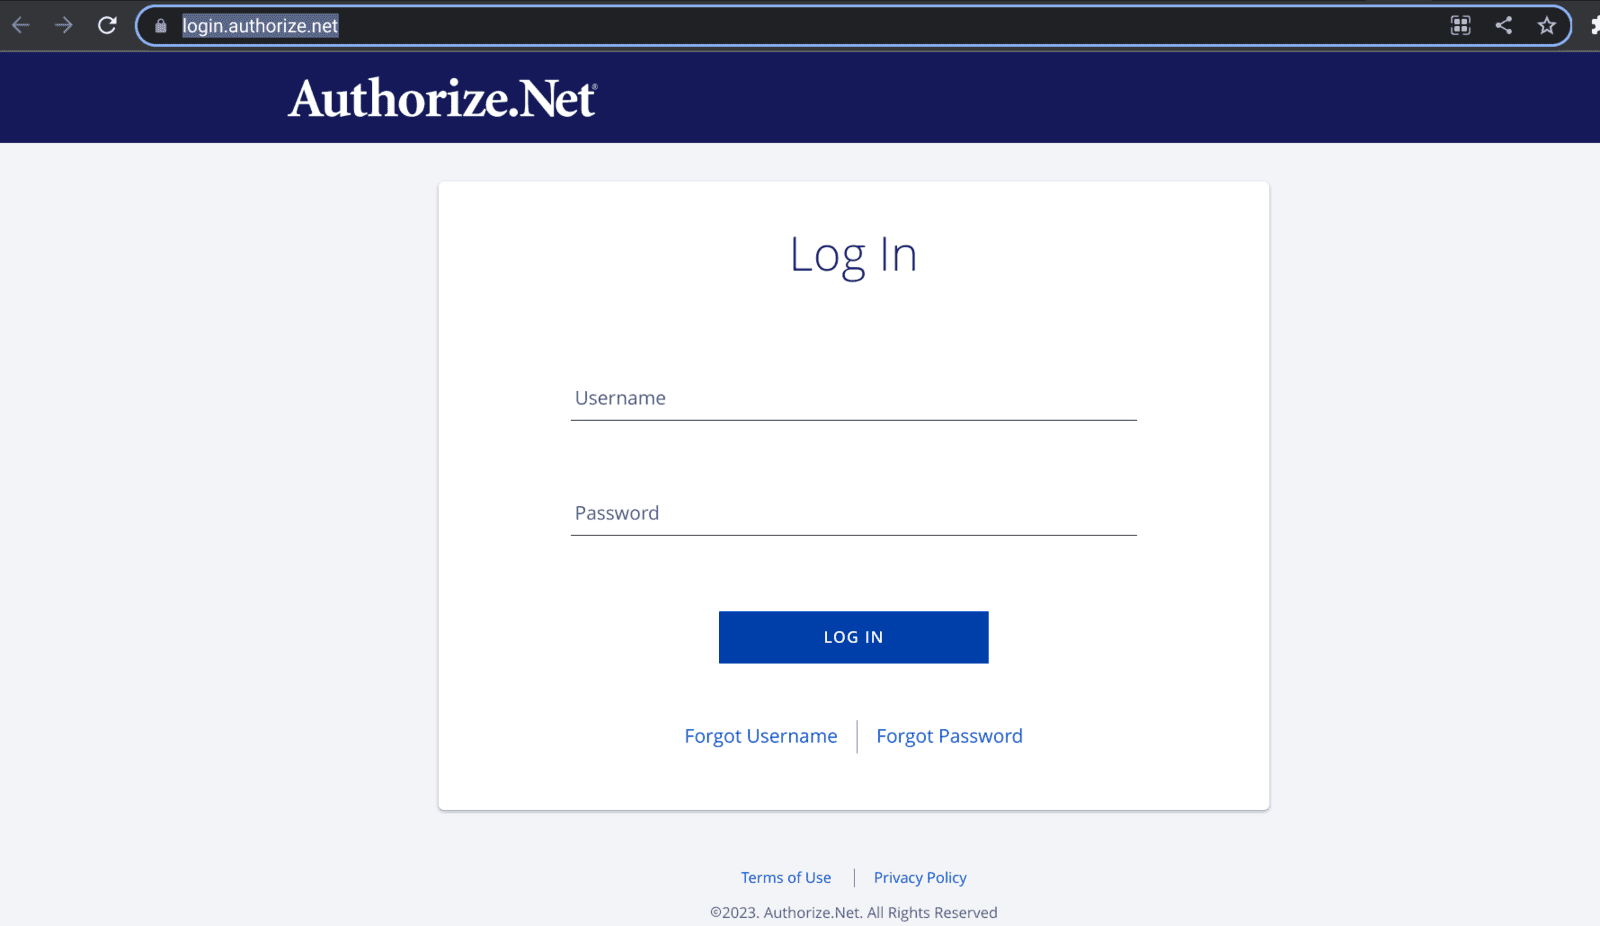 login.authorize.net
Authorize.Net®
Log In
Username
Password
LOG IN
Forgot Username | Forgot Password
Terms of Use | Privacy Policy
©2023. Authorize.Net. All Rights Reserved